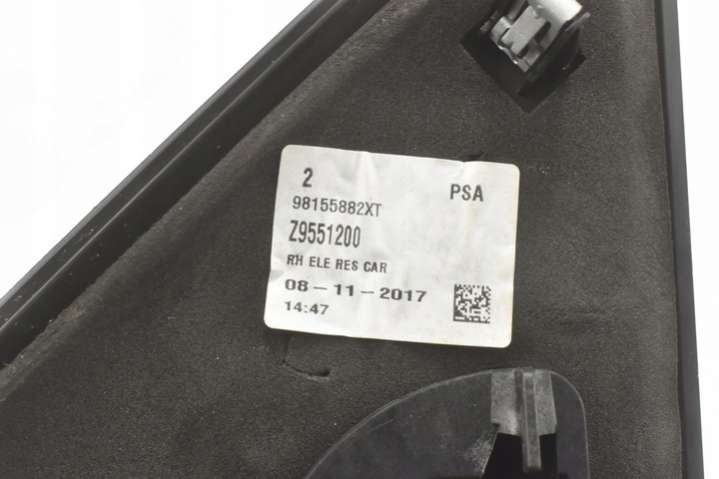 2 PSA
98155882XT
Z9551200
RH ELE RES CAR
08-11-2017
14:47